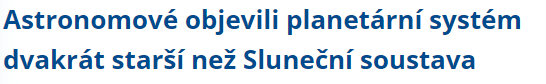 Astronomové objevili planetární systém
dvakrát starší než Sluneční soustava